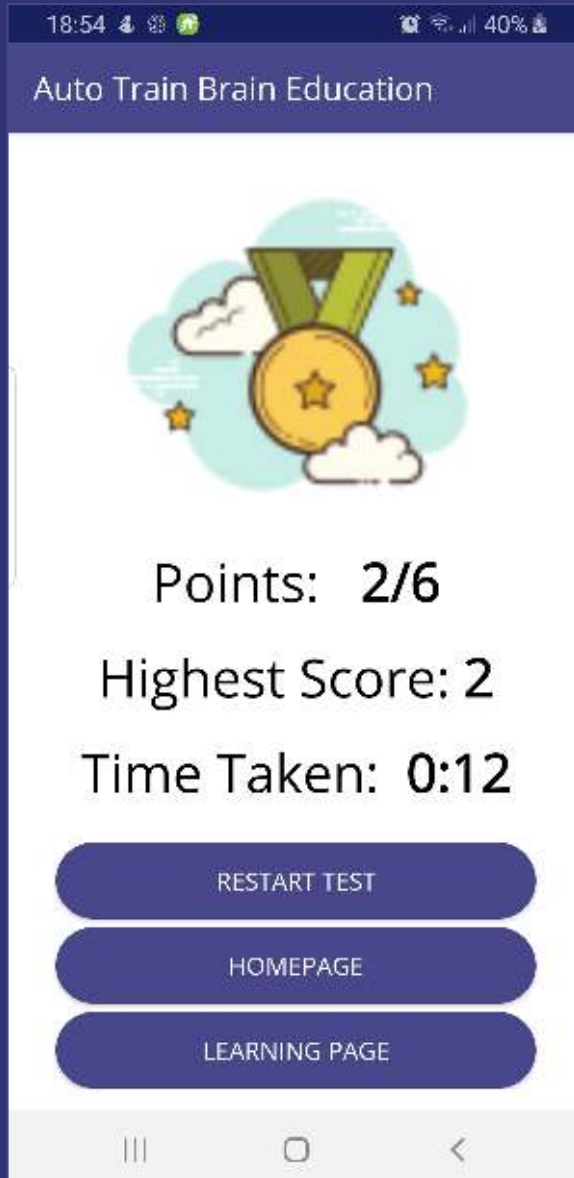 18:54 40%
Auto Train Brain Education
Points: 2/6
Highest Score: 2
Time Taken: 0:12
RESTART TEST
HOMEPAGE
LEARNING PAGE